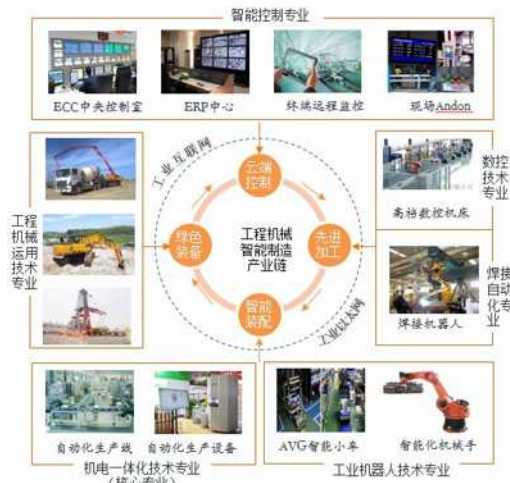 智能控制专业
ECC中央控制室
ERP中心
终端远程监控
现场Andon
工程
机械
运用技术
专业
工业互联网
云端
控制
绿色
装备
工程机械
智能制造
产业链
先进
加工
智能
装配
工业以太网
数控
技术
专业
高档数控机床
焊接
自动
化专
业
焊接机器人
自动化生产线
自动化生产设备
机电一体化技术专业
（核心专业）
AVG智能小车
智能化机械手
工业机器人技术专业